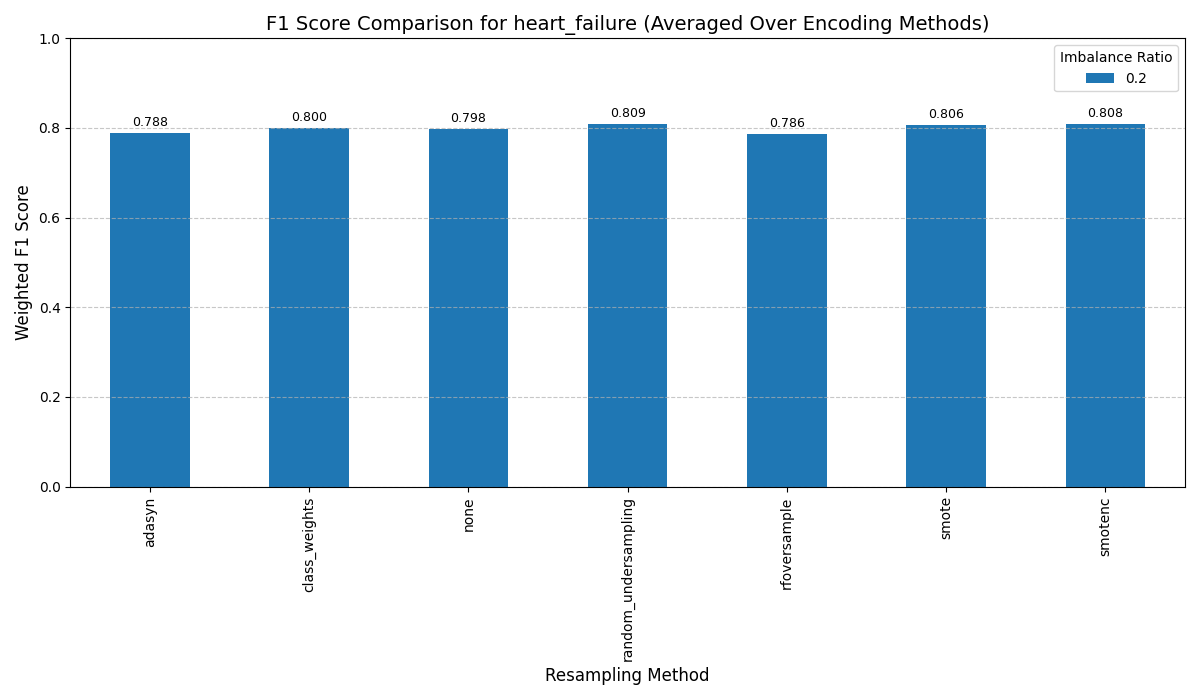 F1 Score Comparison for heart_failure (Averaged Over Encoding Methods)
Weighted F1 Score
1.0
0.8
0.6
0.4
0.2
0.0
Imbalance Ratio
0.2
0.788
0.800
0.798
0.809
0.786
0.806
0.808
adasyn
class_weights
none
random_undersampling
rfoversample
smote
smotenc
Resampling Method